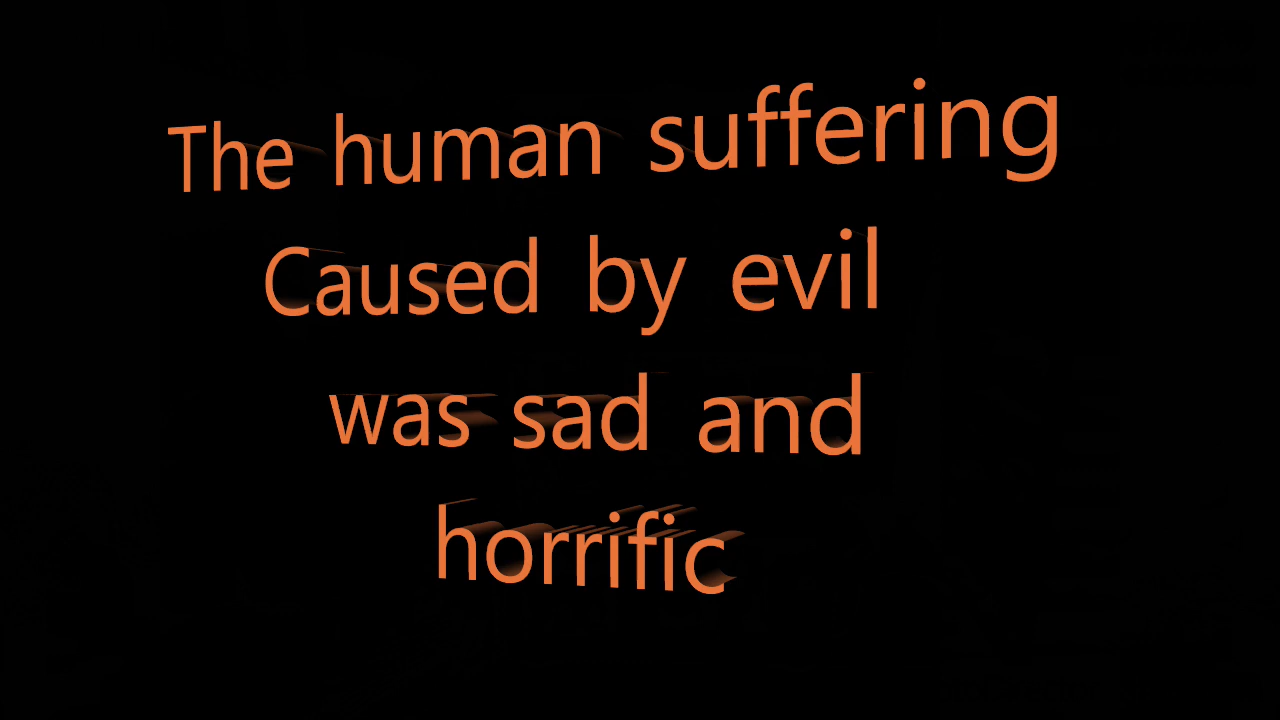 The human suffering
Caused by evil
was sad and
horrific